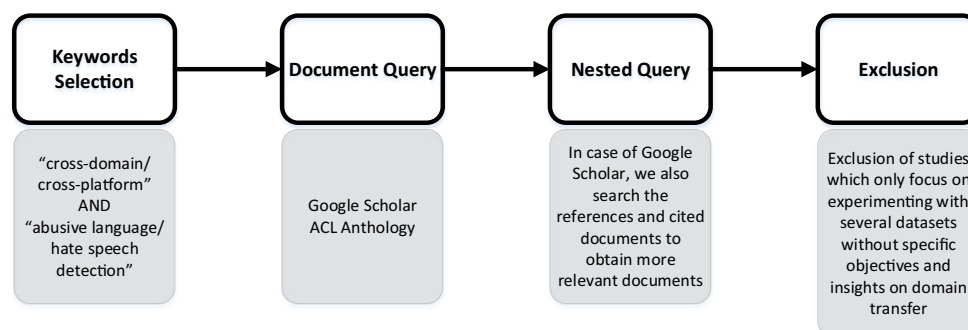 Keywords
Selection
Document Query
Nested Query
Exclusion
“cross-domain/
cross-platform”
AND
“abusive language/
hate speech
detection”
Google Scholar
ACL Anthology
In case of Google
Scholar, we also
search the
references and cited
documents to
obtain more
relevant documents
Exclusion of studies
which only focus on
experimenting with
several datasets
without specific
objectives and
insights on domain
transfer